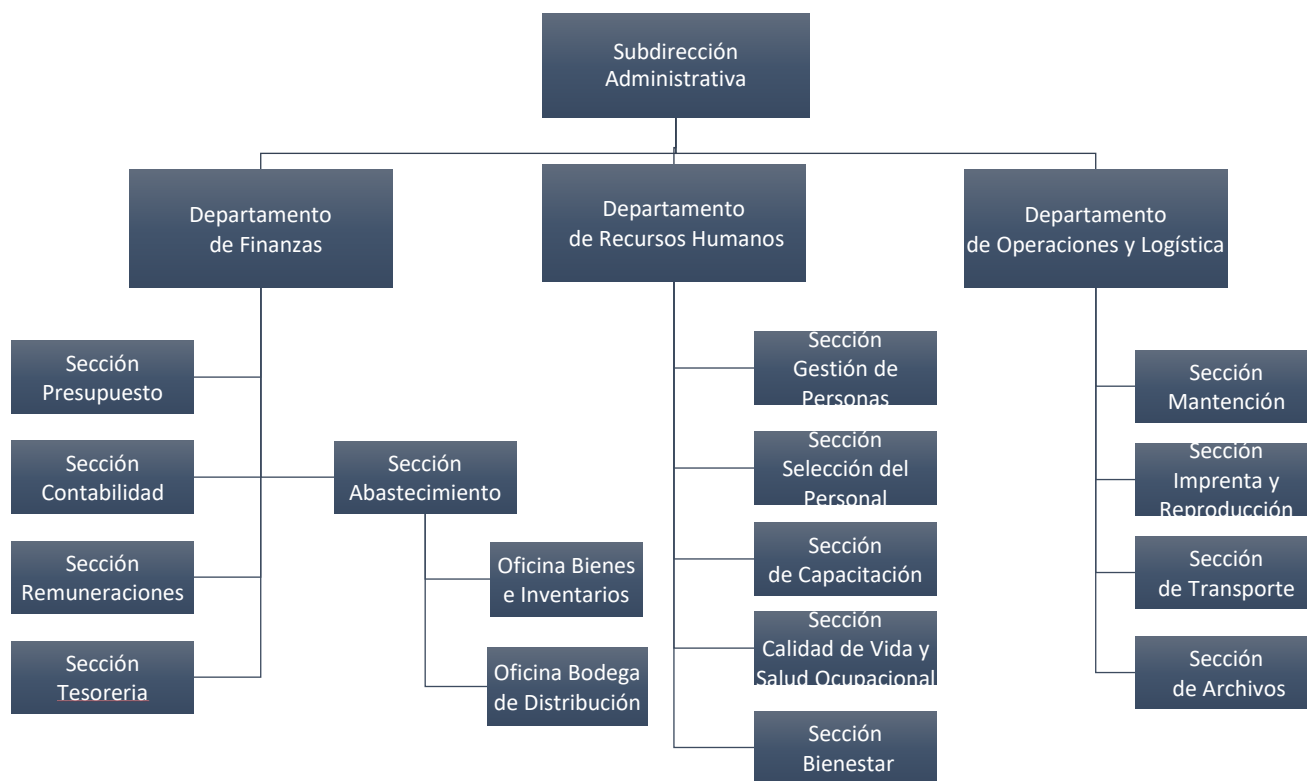 Subdirección
Administrativa
Departamento
de Finanzas
Departamento
de Recursos Humanos
Departamento
de Operaciones y Logística
Sección
Presupuesto
Sección
Contabilidad
Sección
Remuneraciones
Sección
Tesoreria
Sección
Abastecimiento
Oficina Bienes
e Inventarios
Oficina Bodega
de Distribución
Sección
Gestión de
Personas
Sección
Selección del
Personal
Sección
de Capacitación
Sección
Calidad de Vida y
Salud Ocupacional
Sección
Bienestar
Sección
Mantención
Sección
Imprenta y
Reproducción
Sección
de Transporte
Sección
de Archivos